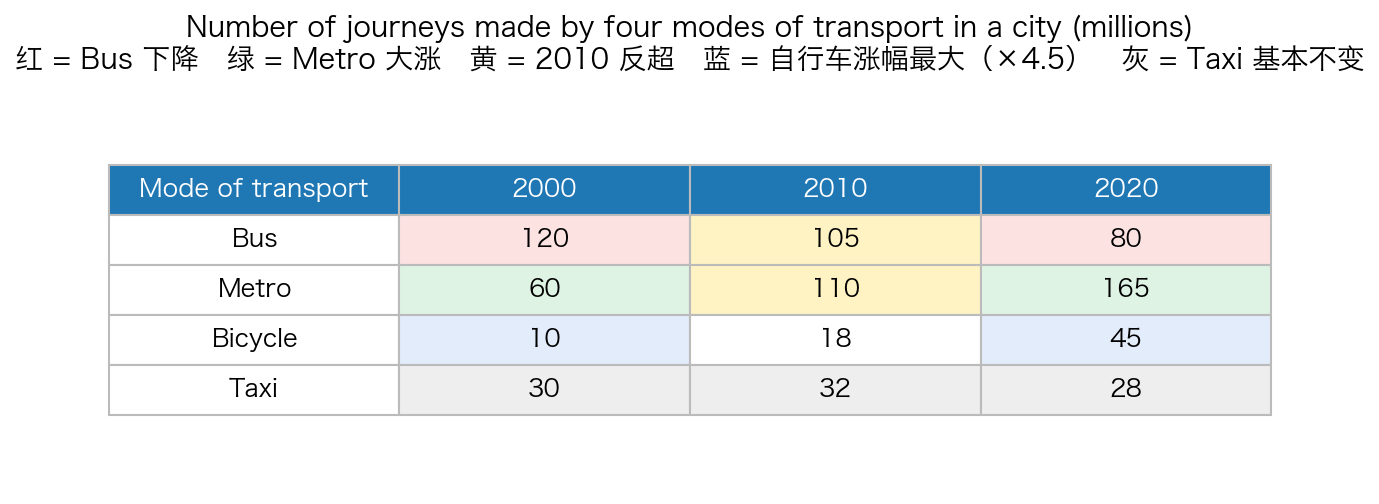 Number of journeys made by four modes of transport in a city (millions)
红 = Bus 下降　绿 = Metro 大涨　黄 = 2010 反超　蓝 = 自行车涨幅最大（×4.5）　灰 = Taxi 基本不变
Mode of transport 2000 2010 2020
Bus 120 105 80
Metro 60 110 165
Bicycle 10 18 45
Taxi 30 32 28